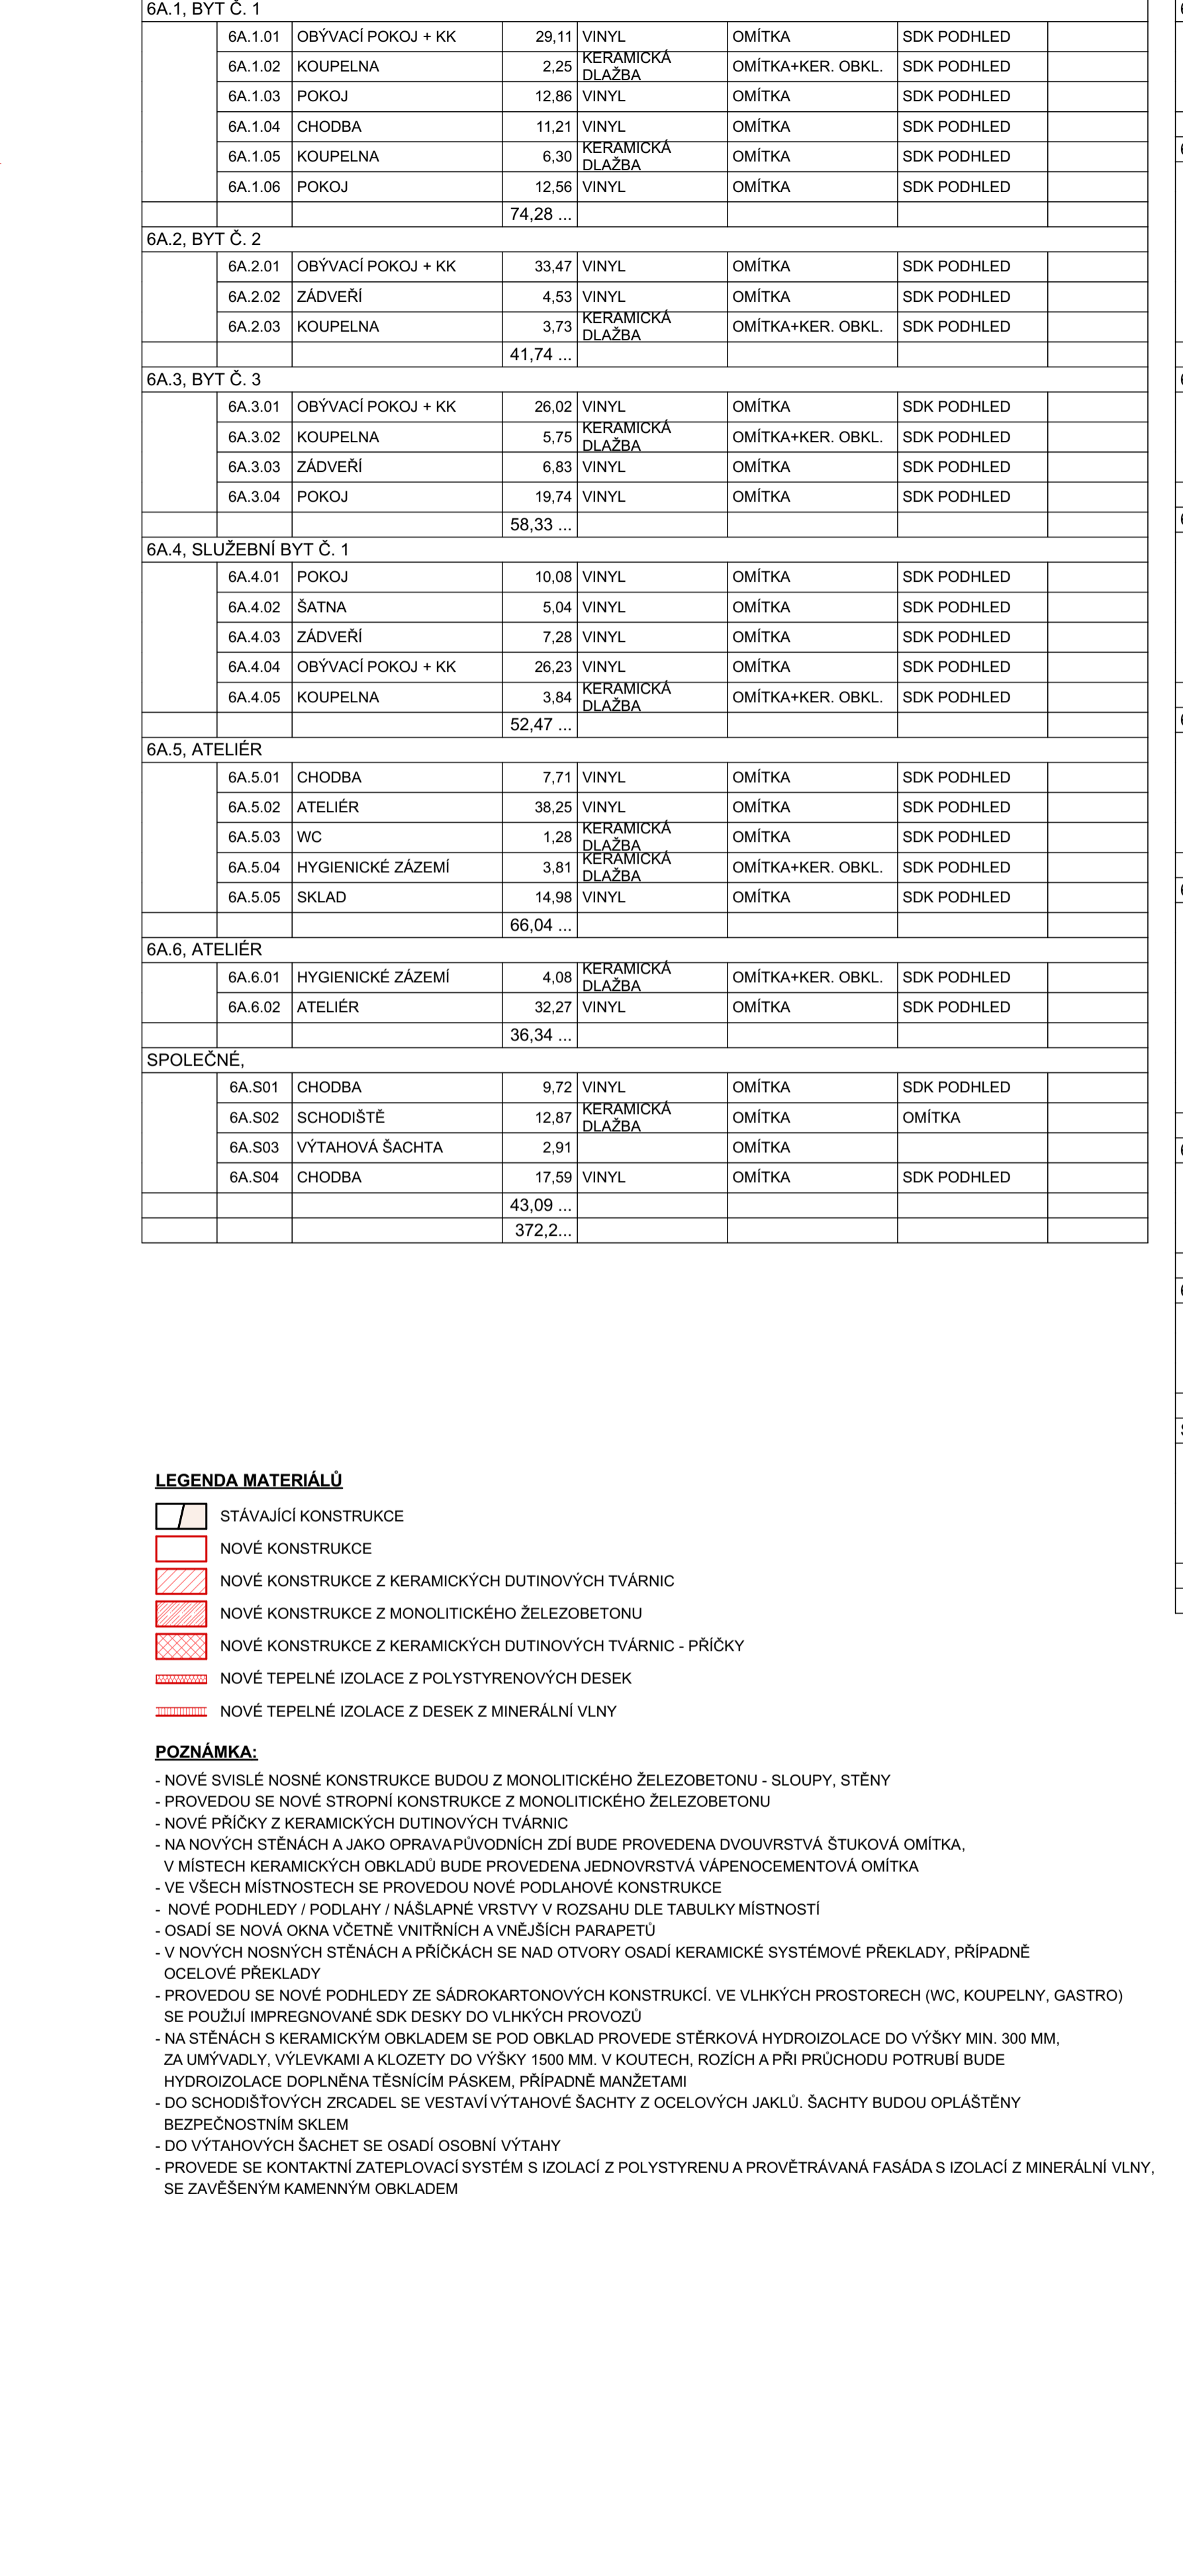 6A.1, BYT Č. 1
6A.1.01 OBÝVACÍ POKOJ + KK 29,11 VINYL OMÍTKA SDK PODHLED
6A.1.02 KOUPELNA 2,25 KERAMICKÁ DLAŽBA OMÍTKA+KER. OBKL. SDK PODHLED
6A.1.03 POKOJ 12,86 VINYL OMÍTKA SDK PODHLED
6A.1.04 CHODBA 11,21 VINYL OMÍTKA SDK PODHLED
6A.1.05 KOUPELNA 6,30 KERAMICKÁ DLAŽBA OMÍTKA SDK PODHLED
6A.1.06 POKOJ 12,56 VINYL OMÍTKA SDK PODHLED
74,28 ...
6A.2, BYT Č. 2
6A.2.01 OBÝVACÍ POKOJ + KK 33,47 VINYL OMÍTKA SDK PODHLED
6A.2.02 ZÁDVEŘÍ 4,53 VINYL OMÍTKA SDK PODHLED
6A.2.03 KOUPELNA 3,73 KERAMICKÁ DLAŽBA OMÍTKA+KER. OBKL. SDK PODHLED
41,74 ...
6A.3, BYT Č. 3
6A.3.01 OBÝVACÍ POKOJ + KK 26,02 VINYL OMÍTKA SDK PODHLED
6A.3.02 KOUPELNA 5,75 KERAMICKÁ DLAŽBA OMÍTKA+KER. OBKL. SDK PODHLED
6A.3.03 ZÁDVEŘÍ 6,83 VINYL OMÍTKA SDK PODHLED
6A.3.04 POKOJ 19,74 VINYL OMÍTKA SDK PODHLED
58,33 ...
6A.4, SLUŽEBNÍ BYT Č. 1
6A.4.01 POKOJ 10,08 VINYL OMÍTKA SDK PODHLED
6A.4.02 ŠATNA 5,04 VINYL OMÍTKA SDK PODHLED
6A.4.03 ZÁDVEŘÍ 7,28 VINYL OMÍTKA SDK PODHLED
6A.4.04 OBÝVACÍ POKOJ + KK 26,23 VINYL OMÍTKA SDK PODHLED
6A.4.05 KOUPELNA 3,84 KERAMICKÁ DLAŽBA OMÍTKA+KER. OBKL. SDK PODHLED
52,47 ...
6A.5, ATELIÉR
6A.5.01 CHODBA 7,71 VINYL OMÍTKA SDK PODHLED
6A.5.02 ATELIÉR 38,25 VINYL OMÍTKA SDK PODHLED
6A.5.03 WC 1,28 KERAMICKÁ DLAŽBA OMÍTKA SDK PODHLED
6A.5.04 HYGIENICKÉ ZÁZEMÍ 3,81 KERAMICKÁ DLAŽBA OMÍTKA+KER. OBKL. SDK PODHLED
6A.5.05 SKLAD 14,98 VINYL OMÍTKA SDK PODHLED
66,04 ...
6A.6, ATELIÉR
6A.6.01 HYGIENICKÉ ZÁZEMÍ 4,08 KERAMICKÁ DLAŽBA OMÍTKA+KER. OBKL. SDK PODHLED
6A.6.02 ATELIÉR 32,27 VINYL OMÍTKA SDK PODHLED
36,34 ...
SPOLEČNÉ,
6A.S01 CHODBA 9,72 VINYL OMÍTKA SDK PODHLED
6A.S02 SCHODIŠTĚ 12,87 KERAMICKÁ DLAŽBA OMÍTKA OMÍTKA
6A.S03 VÝTAHOVÁ ŠACHTA 2,91 OMÍTKA
6A.S04 CHODBA 17,59 VINYL OMÍTKA SDK PODHLED
43,09 ...
372,2...
LEGENDA MATERIÁLŮ
STÁVAJÍCÍ KONSTRUKCE
NOVÉ KONSTRUKCE
NOVÉ KONSTRUKCE Z KERAMICKÝCH DUTINOVÝCH TVÁRNIC
NOVÉ KONSTRUKCE Z MONOLITICKÉHO ŽELEZOBETONU
NOVÉ KONSTRUKCE Z KERAMICKÝCH DUTINOVÝCH TVÁRNIC - PŘÍČKY
NOVÉ TEPELNÉ IZOLACE Z POLYSTYRENOVÝCH DESEK
NOVÉ TEPELNÉ IZOLACE Z DESEK Z MINERÁLNÍ VLNY
POZNÁMKA:
- NOVÉ SVISLÉ NOSNÉ KONSTRUKCE BUDOU Z MONOLITICKÉHO ŽELEZOBETONU - SLOUPY, STĚNY
- PROVEDOU SE NOVÉ STROPNÍ KONSTRUKCE Z MONOLITICKÉHO ŽELEZOBETONU
- NOVÉ PŘÍČKY Z KERAMICKÝCH DUTINOVÝCH TVÁRNIC
- NA NOVÝCH STĚNÁCH A JAKO OPRAVA PŮVODNÍCH ZDÍ BUDE PROVEDENA DVOUVRSTVÁ ŠTUKOVÁ OMÍTKA,
V MÍSTECH KERAMICKÝCH OBKLADŮ BUDE PROVEDENA JEDNOVRSTVÁ VÁPENOCEMENTOVÁ OMÍTKA
- VE VŠECH MÍSTNOSTECH SE PROVEDOU NOVÉ PODLAHOVÉ KONSTRUKCE
- NOVÉ PODHLEDY / PODLAHY / NÁŠLAPNÉ VRSTVY V ROZSAHU DLE TABULKY MÍSTNOSTÍ
- OSADÍ SE NOVÁ OKNA VČETNĚ VNITŘNÍCH A VNĚJŠÍCH PARAPETŮ
- V NOVÝCH NOSNÝCH STĚNÁCH A PŘÍČKÁCH SE NAD OTVORY OSADÍ KERAMICKÉ SYSTÉMOVÉ PŘEKLADY, PŘÍPADNĚ
OCELOVÉ PŘEKLADY
- PROVEDOU SE NOVÉ PODHLEDY ZE SÁDROKARTONOVÝCH KONSTRUKCÍ. VE VLHKÝCH PROSTORECH (WC, KOUPELNY, GASTRO)
SE POUŽIJÍ IMPREGNOVANÉ SDK DESKY DO VLHKÝCH PROVOZŮ
- NA STĚNÁCH S KERAMICKÝM OBKLADEM SE POD OBKLAD PROVEDE STĚRKOVÁ HYDROIZOLACE DO VÝŠKY MIN. 300 MM,
ZA UMÝVADLY, VÝLEVKAMI A KLOZETY DO VÝŠKY 1500 MM. V KOUTECH, ROZÍCH A PŘI PRŮCHODU POTRUBÍ BUDE
HYDROIZOLACE DOPLNĚNA TĚSNÍCÍM PÁSKEM, PŘÍPADNĚ MANŽETAMI
- DO SCHODIŠŤOVÝCH ZRCADEL SE VESTAVÍ VÝTAHOVÉ ŠACHTY Z OCELOVÝCH JAKLŮ. ŠACHTY BUDOU OPLÁŠTĚNY
BEZPEČNOSTNÍM SKLEM
- DO VÝTAHOVÝCH ŠACHET SE OSADÍ OSOBNÍ VÝTAHY
- PROVEDE SE KONTAKTNÍ ZATEPLOVACÍ SYSTÉM S IZOLACÍ Z POLYSTYRENU A PROVĚTRÁVANÁ FASÁDA S IZOLACÍ Z MINERÁLNÍ VLNY,
SE ZAVĚŠENÝM KAMENNÝM OBKLADEM